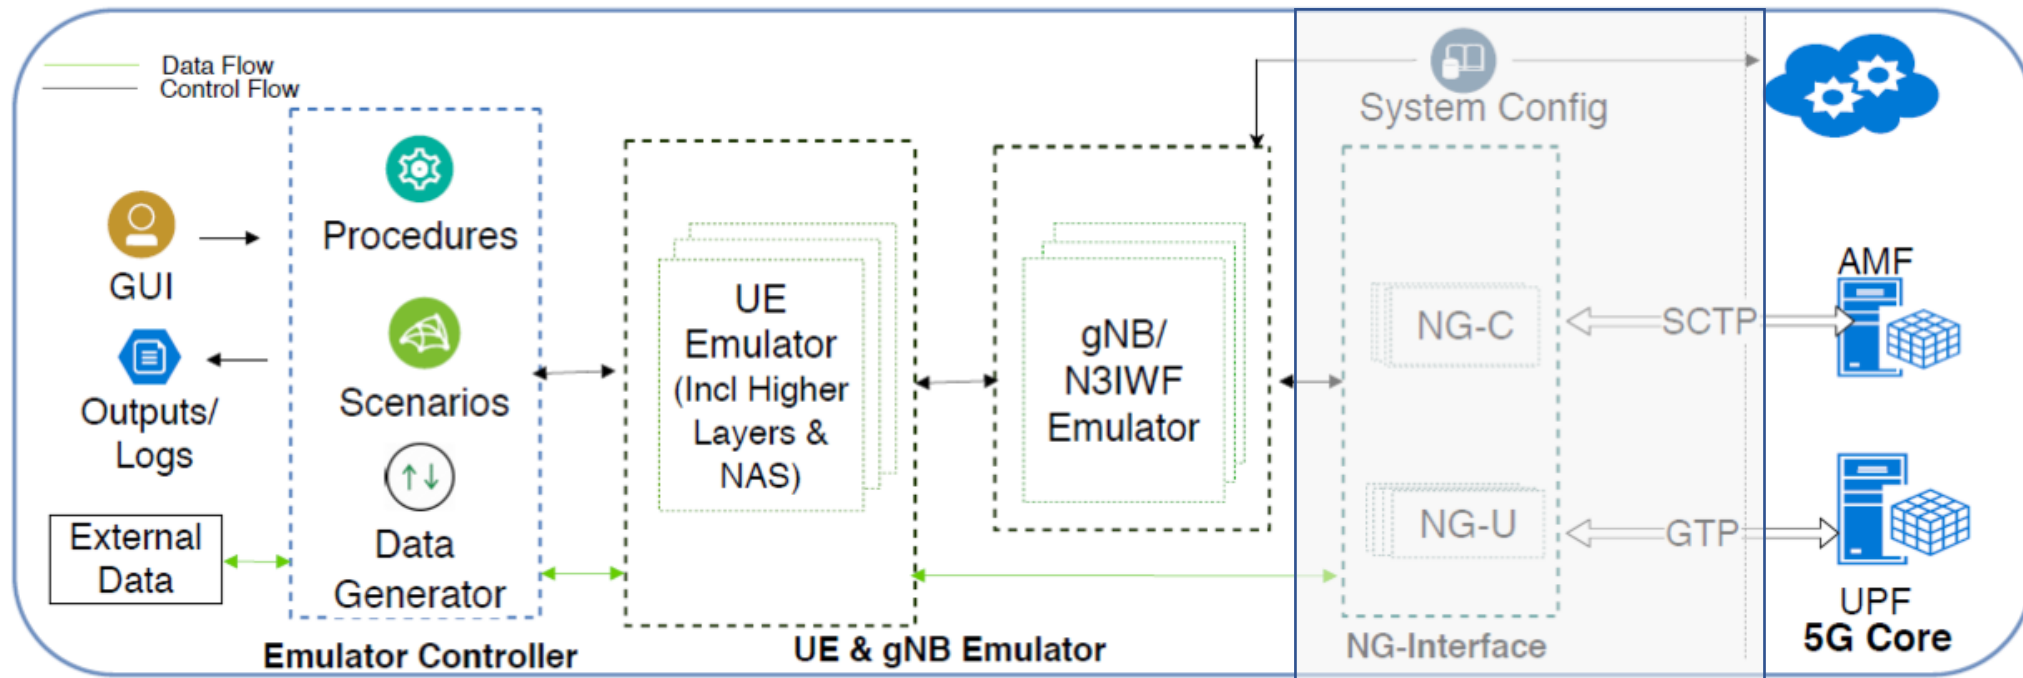 Data Flow
Control Flow
GUI
Outputs/
Logs
External
Data
Procedures
Scenarios
Data
Generator
Emulator Controller
UE
Emulator
(Incl Higher
Layers &
NAS)
gNB/
N3IWF
Emulator
UE & gNB Emulator
System Config
NG-C
NG-U
NG-Interface
SCTP
GTP
AMF
UPF
5G Core